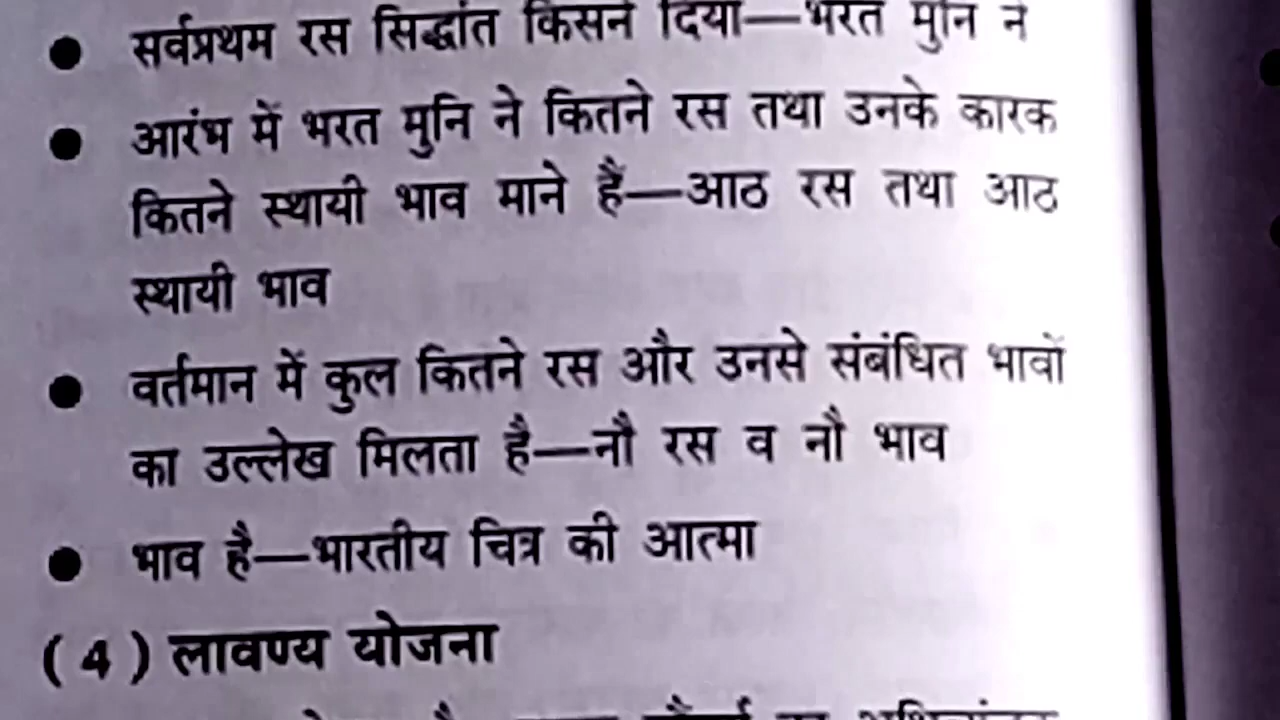 ● सर्वप्रथम रस सिद्धांत किसने दिया—भरत मुनि ने
● आरंभ में भरत मुनि ने कितने रस तथा उनके कारक
कितने स्थायी भाव माने हैं—आठ रस तथा आठ
स्थायी भाव
● वर्तमान में कुल कितने रस और उनसे संबंधित भावों
का उल्लेख मिलता है—नौ रस व नौ भाव
● भाव है—भारतीय चित्र की आत्मा
(4) लावण्य योजना